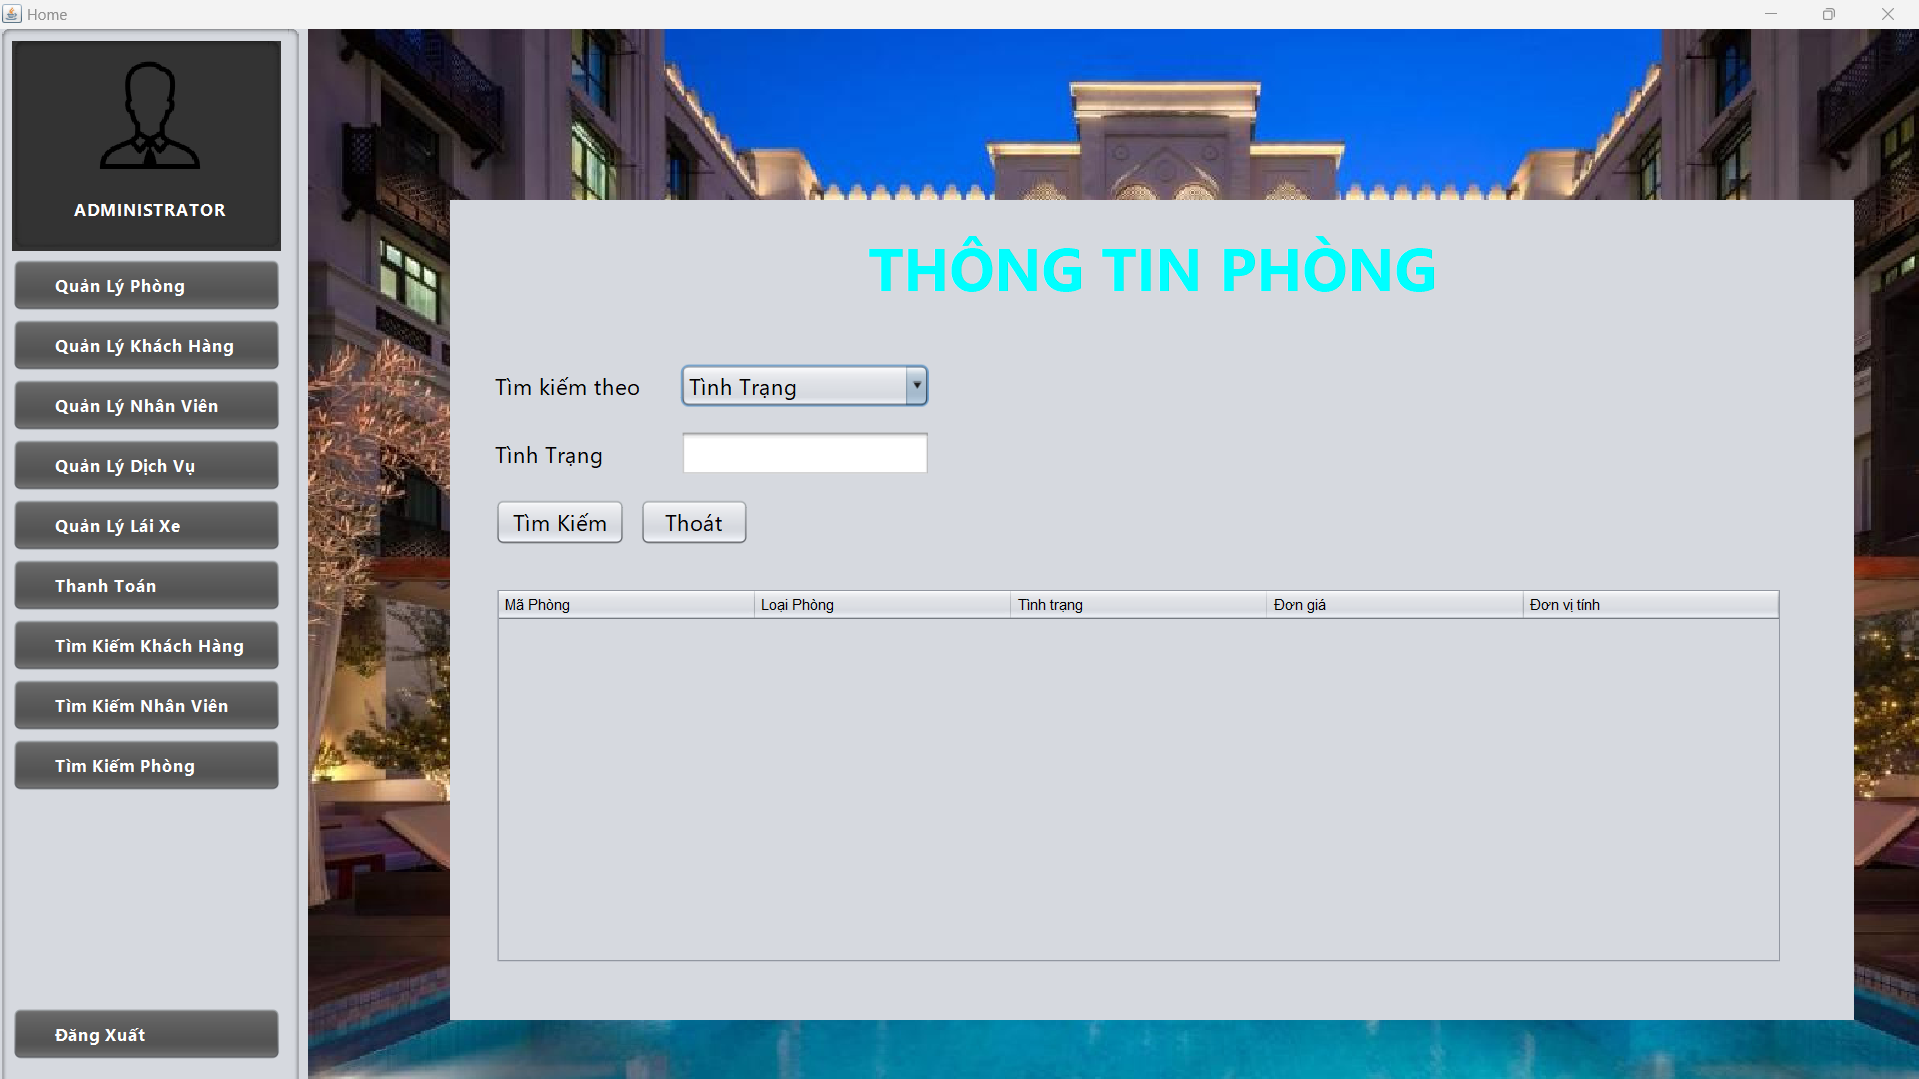 Home
ADMINISTRATOR
Quản Lý Phòng
Quản Lý Khách Hàng
Quản Lý Nhân Viên
Quản Lý Dịch Vụ
Quản Lý Lái Xe
Thanh Toán
Tìm Kiếm Khách Hàng
Tìm Kiếm Nhân Viên
Tìm Kiếm Phòng
Đăng Xuất
THÔNG TIN PHÒNG
Tìm kiếm theo Tình Trạng
Tình Trạng
Tìm Kiếm Thoát
Mã Phòng Loại Phòng Tình trạng Đơn giá Đơn vị tính